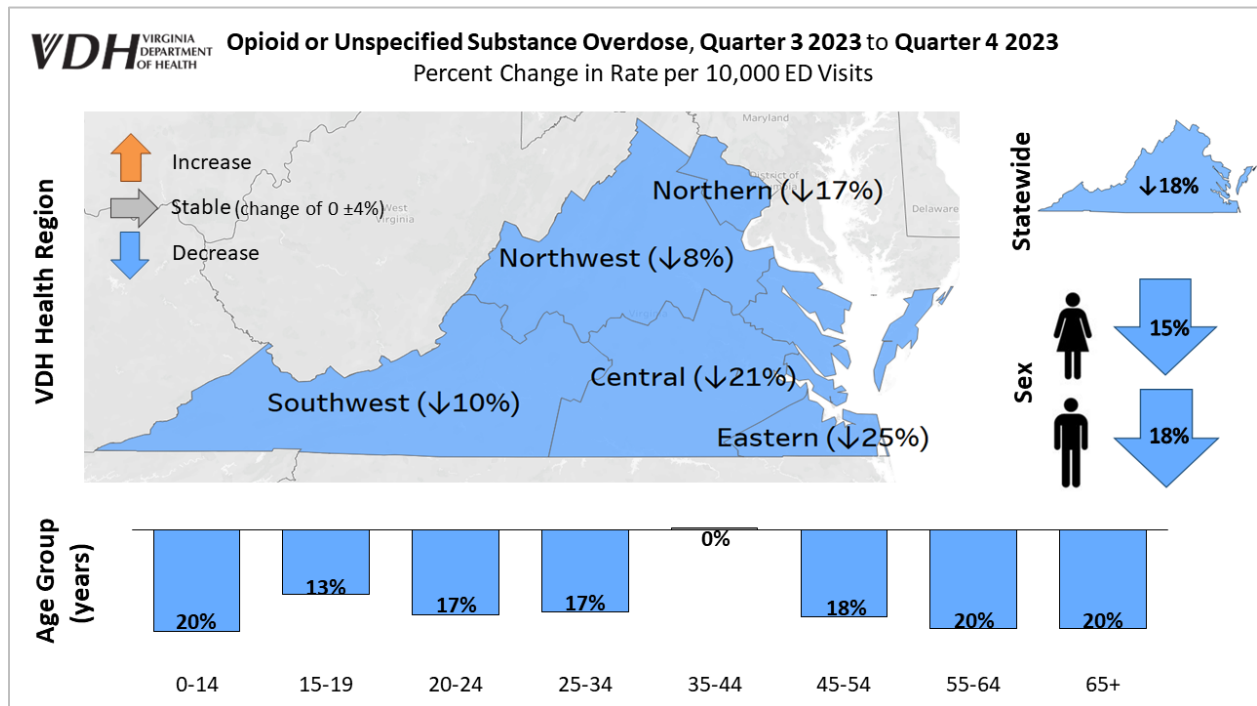 VDH VIRGINIA
DEPARTMENT
OF HEALTH
Opioid or Unspecified Substance Overdose, Quarter 3 2023 to Quarter 4 2023
Percent Change in Rate per 10,000 ED Visits
VDH Health Region
Increase
Stable (change of 0 ±4%)
Decrease
Maryland
West
Virginia
District of
Columbia
Delaware
Virginia
Northern (↓17%)
Northwest (↓8%)
Central (↓21%)
Southwest (↓10%)
Eastern (↓25%)
Statewide
↓18%
Sex
15%
18%
Age Group
(years)
20%
13%
17%
17%
0%
18%
20%
20%
0-14
15-19
20-24
25-34
35-44
45-54
55-64
65+